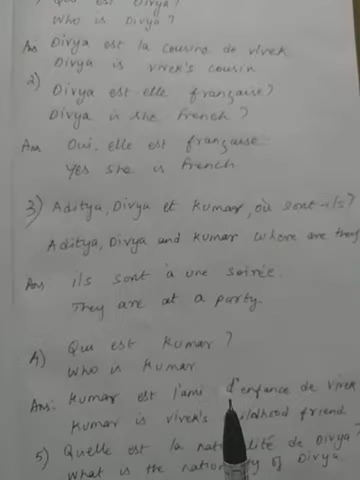 1) Qui est Divya?
Who is Divya?
Ans Divya est la cousine de vivek
Divya is vivek's cousin
2) Divya est elle française?
Divya is she French?
Ans Oui, elle est française.
Yes she is French
3) Aditya, Divya et Kumar, où sont-ils?
Aditya, Divya and Kumar where are they
Ans ils sont à une soirée.
They are at a party.
4) Qui est Kumar?
Who is Kumar
Ans: Kumar est l'ami d'enfance de vivek
Kumar is vivek's friend
5) Quelle est la de Divya?
What is the of Divya